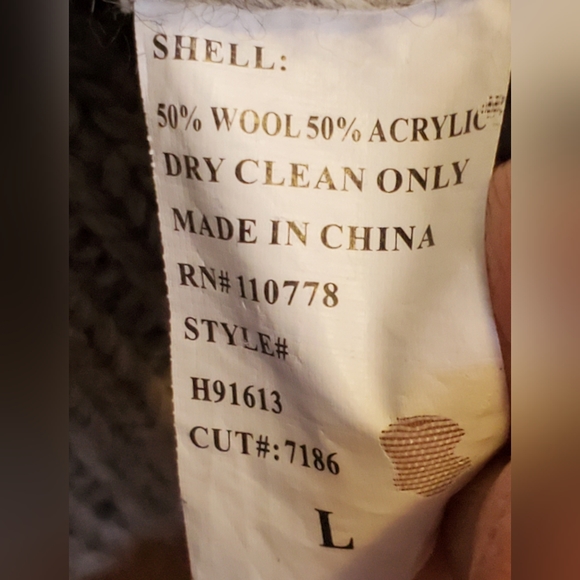 SHELL:
50% WOOL 50% ACRYLIC
DRY CLEAN ONLY
MADE IN CHINA
RN# 110778
STYLE#
H91613
CUT#:7186
L